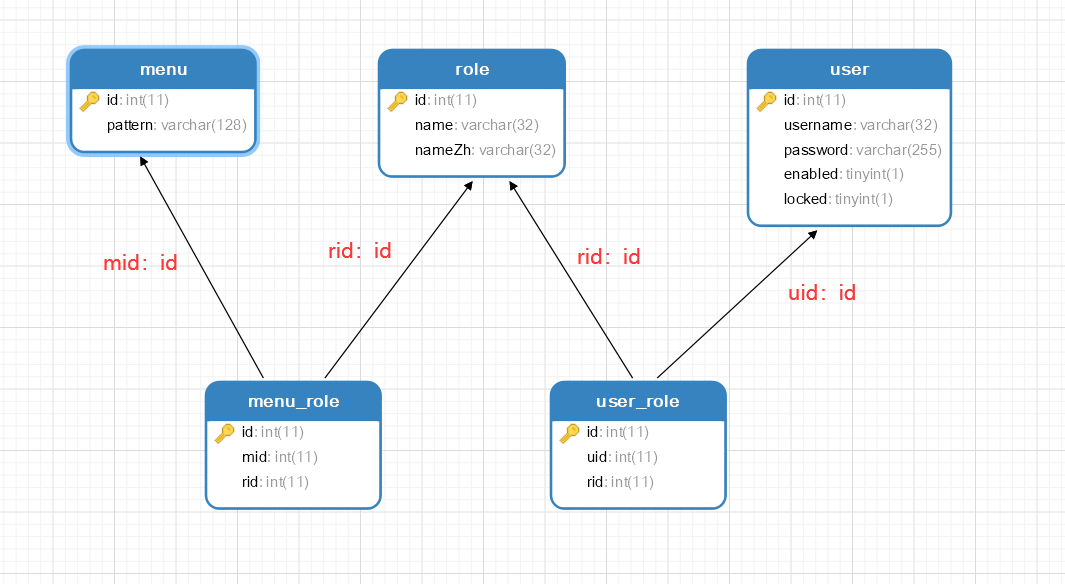 menu
id: int(11)
pattern: varchar(128)
role
id: int(11)
name: varchar(32)
nameZh: varchar(32)
user
id: int(11)
username: varchar(32)
password: varchar(255)
enabled: tinyint(1)
locked: tinyint(1)
mid：id
rid：id
rid：id
uid：id
menu_role
id: int(11)
mid: int(11)
rid: int(11)
user_role
id: int(11)
uid: int(11)
rid: int(11)